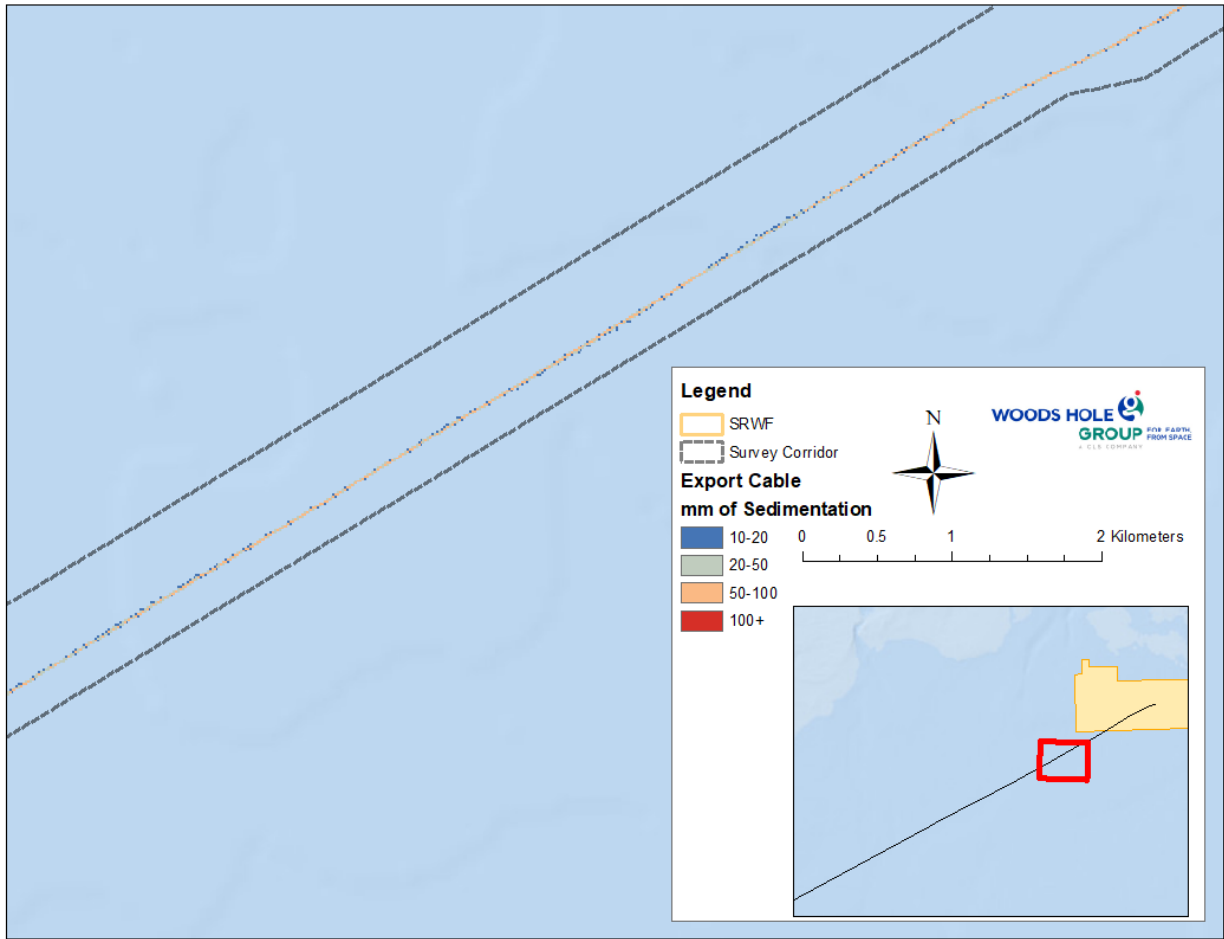 Legend
SRWF
Survey Corridor
Export Cable
mm of Sedimentation
10-20
20-50
50-100
100+
N
WOODS HOLE
GROUP FOR EARTH, FROM SPACE
A CLS COMPANY
0 0.5 1 2 Kilometers